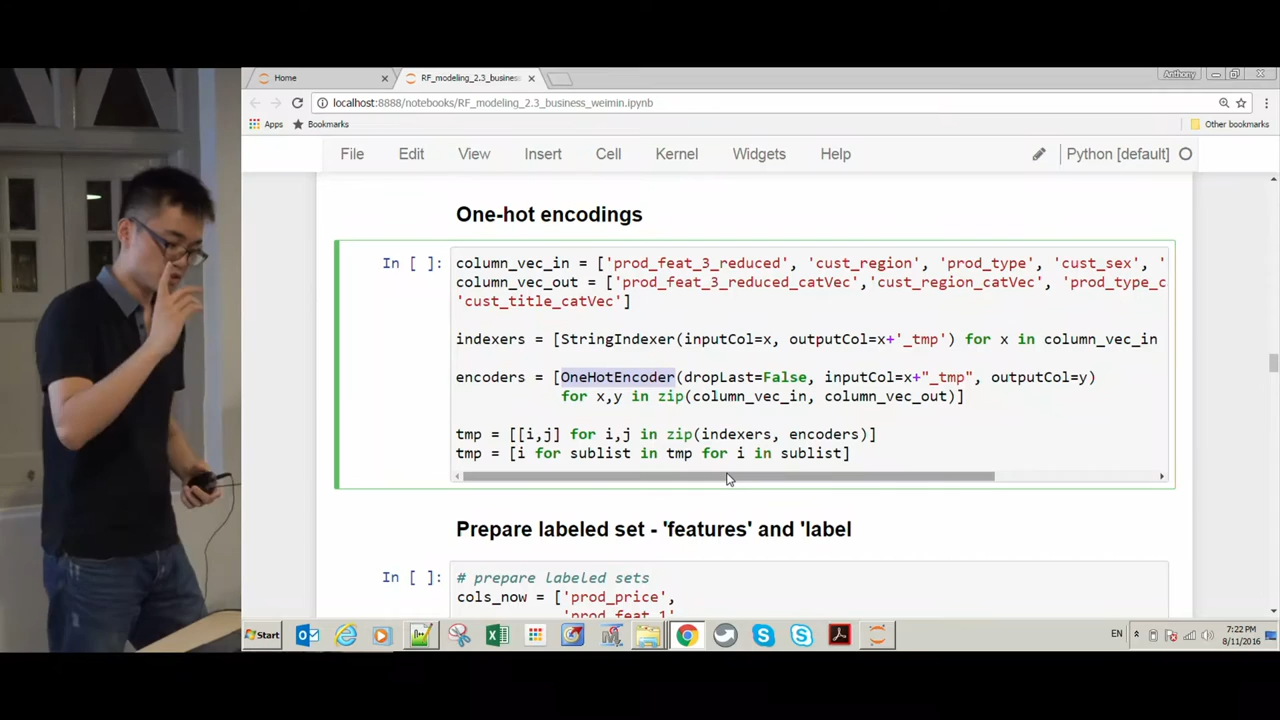 Home
RF_modeling_2.3_business
Anthony
localhost:8888/notebooks/RF_modeling_2.3_business_weimin.ipynb
Apps
Bookmarks
Other bookmarks
File Edit View Insert Cell Kernel Widgets Help
Python [default]
One-hot encodings
In [ ]:
column_vec_in = ['prod_feat_3_reduced', 'cust_region', 'prod_type', 'cust_sex', '
column_vec_out = ['prod_feat_3_reduced_catVec','cust_region_catVec', 'prod_type_c
'cust_title_catVec']
indexers = [StringIndexer(inputCol=x, outputCol=x+'_tmp') for x in column_vec_in
encoders = [OneHotEncoder(dropLast=False, inputCol=x+"_tmp", outputCol=y)
for x,y in zip(column_vec_in, column_vec_out)]
tmp = [[i,j] for i,j in zip(indexers, encoders)]
tmp = [i for sublist in tmp for i in sublist]
Prepare labeled set - 'features' and 'label
In [ ]:
# prepare labeled sets
cols_now = ['prod_price',
'prod_feat_1'
Start
EN
7:22 PM
8/11/2016